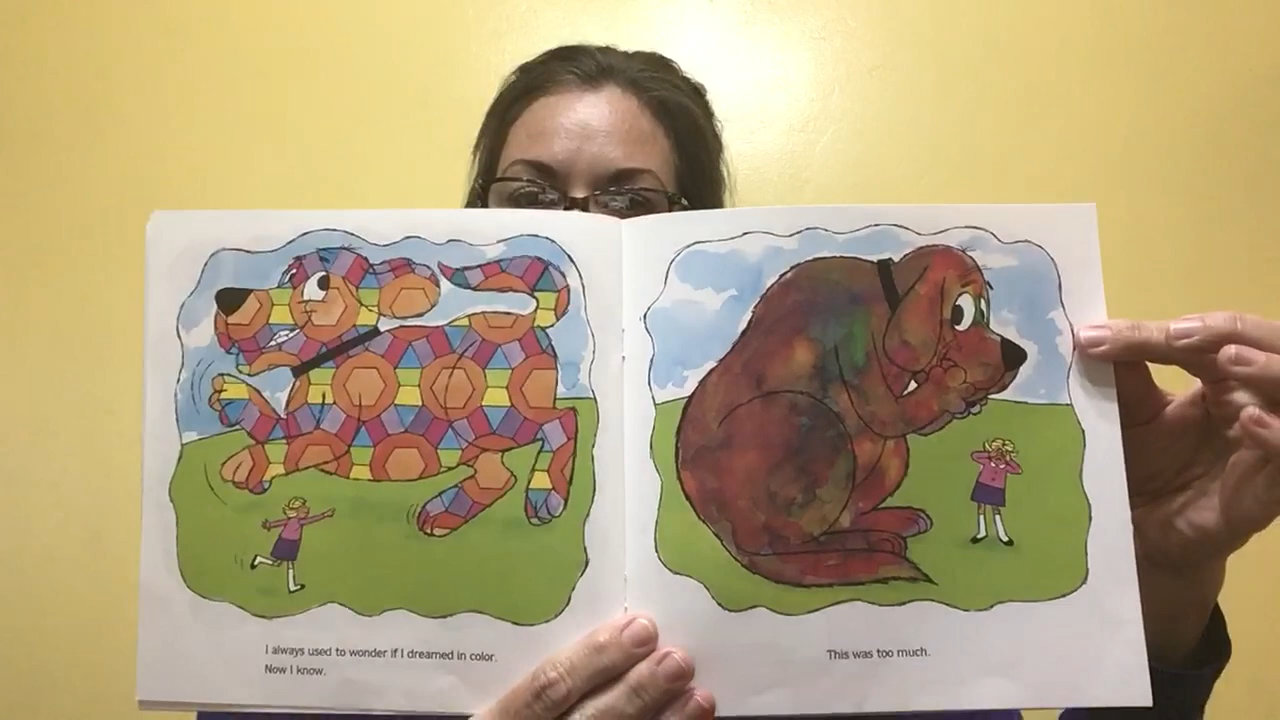 I always used to wonder if I dreamed in color.
Now I know.
This was too much.